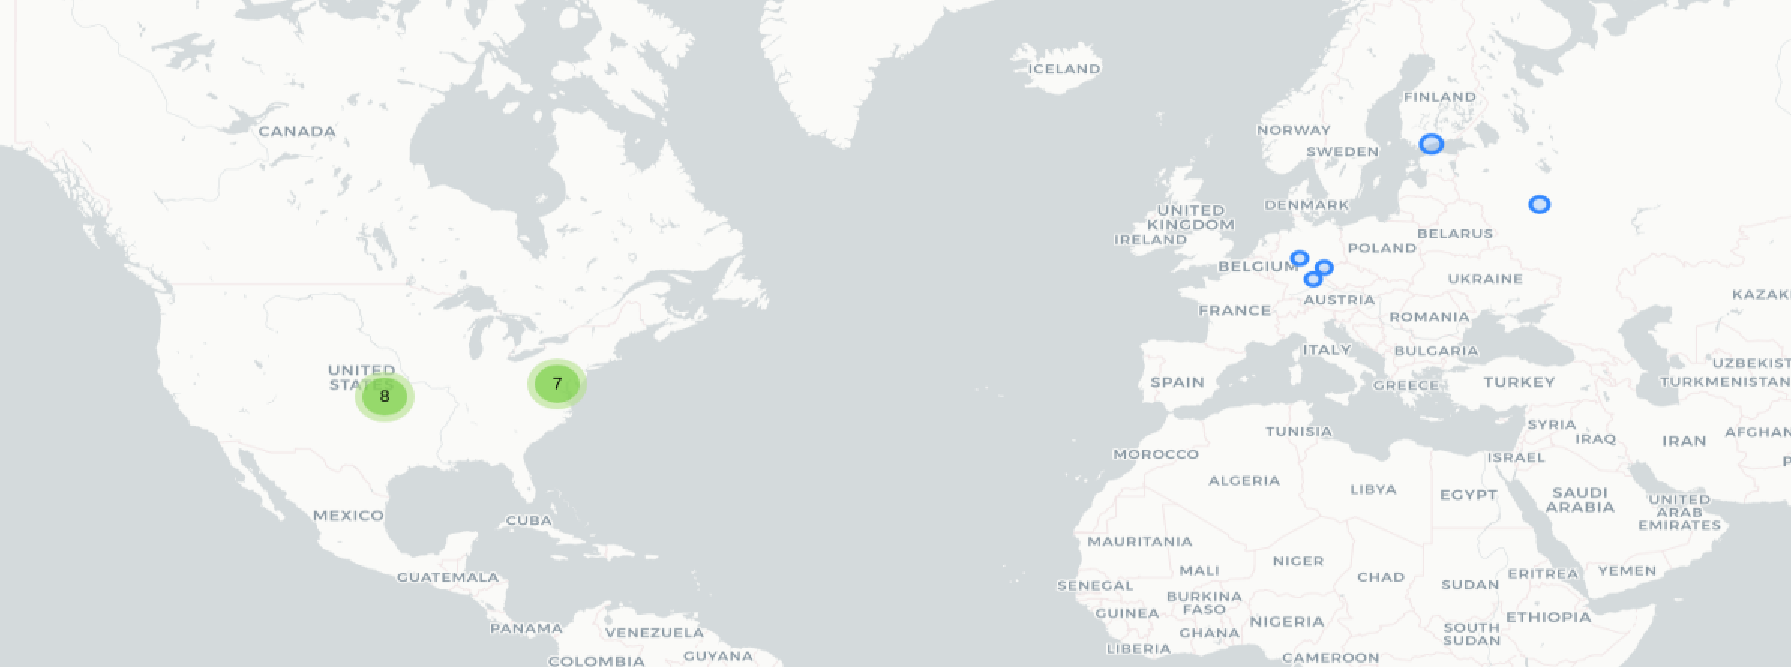 ICELAND
FINLAND
CANADA
NORWAY
SWEDEN
DENMARK
UNITED
KINGDOM
IRELAND
BELARUS
POLAND
BELGIUM
UKRAINE
AUSTRIA
FRANCE
ROMANIA
KAZAK
ITALY
BULGARIA
UZBEKIST
UNITED
STATES
8
7
SPAIN
GREECE
TURKEY
TURKMENISTAN
TUNISIA
SYRIA
IRAQ
IRAN
AFGHAN
MOROCCO
ISRAEL
P
ALGERIA
LIBYA
EGYPT
SAUDI
ARABIA
UNITED
ARAB
EMIRATES
MEXICO
CUBA
MAURITANIA
NIGER
MALI
CHAD
SUDAN
ERITREA
YEMEN
GUATEMALA
SENEGAL
BURKINA
FASO
GUINEA
NIGERIA
ETHIOPIA
PANAMA
VENEZUELA
GHANA
SOUTH
SUDAN
LIBERIA
COLOMBIA
GUYANA
CAMEROON